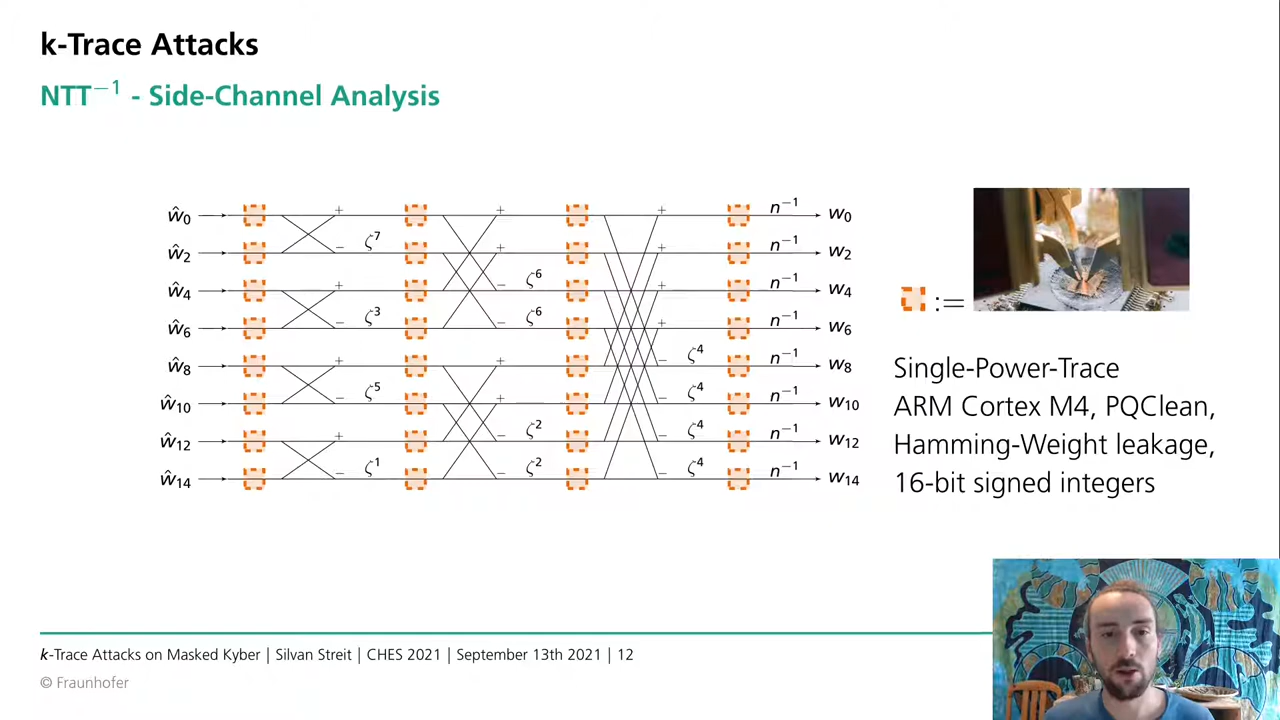 k-Trace Attacks
NTT⁻¹ - Side-Channel Analysis
ŵ₀ + + + n⁻¹ w₀
ŵ₂ − ζ⁷ + + n⁻¹ w₂
ŵ₄ + − ζ⁶ + n⁻¹ w₄
ŵ₆ − ζ³ − ζ⁶ + n⁻¹ w₆
ŵ₈ + + − ζ⁴ n⁻¹ w₈
ŵ₁₀ − ζ⁵ + − ζ⁴ n⁻¹ w₁₀
ŵ₁₂ + − ζ² − ζ⁴ n⁻¹ w₁₂
ŵ₁₄ − ζ¹ − ζ² − ζ⁴ n⁻¹ w₁₄
:=
Single-Power-Trace
ARM Cortex M4, PQClean,
Hamming-Weight leakage,
16-bit signed integers
k-Trace Attacks on Masked Kyber | Silvan Streit | CHES 2021 | September 13th 2021 | 12
© Fraunhofer